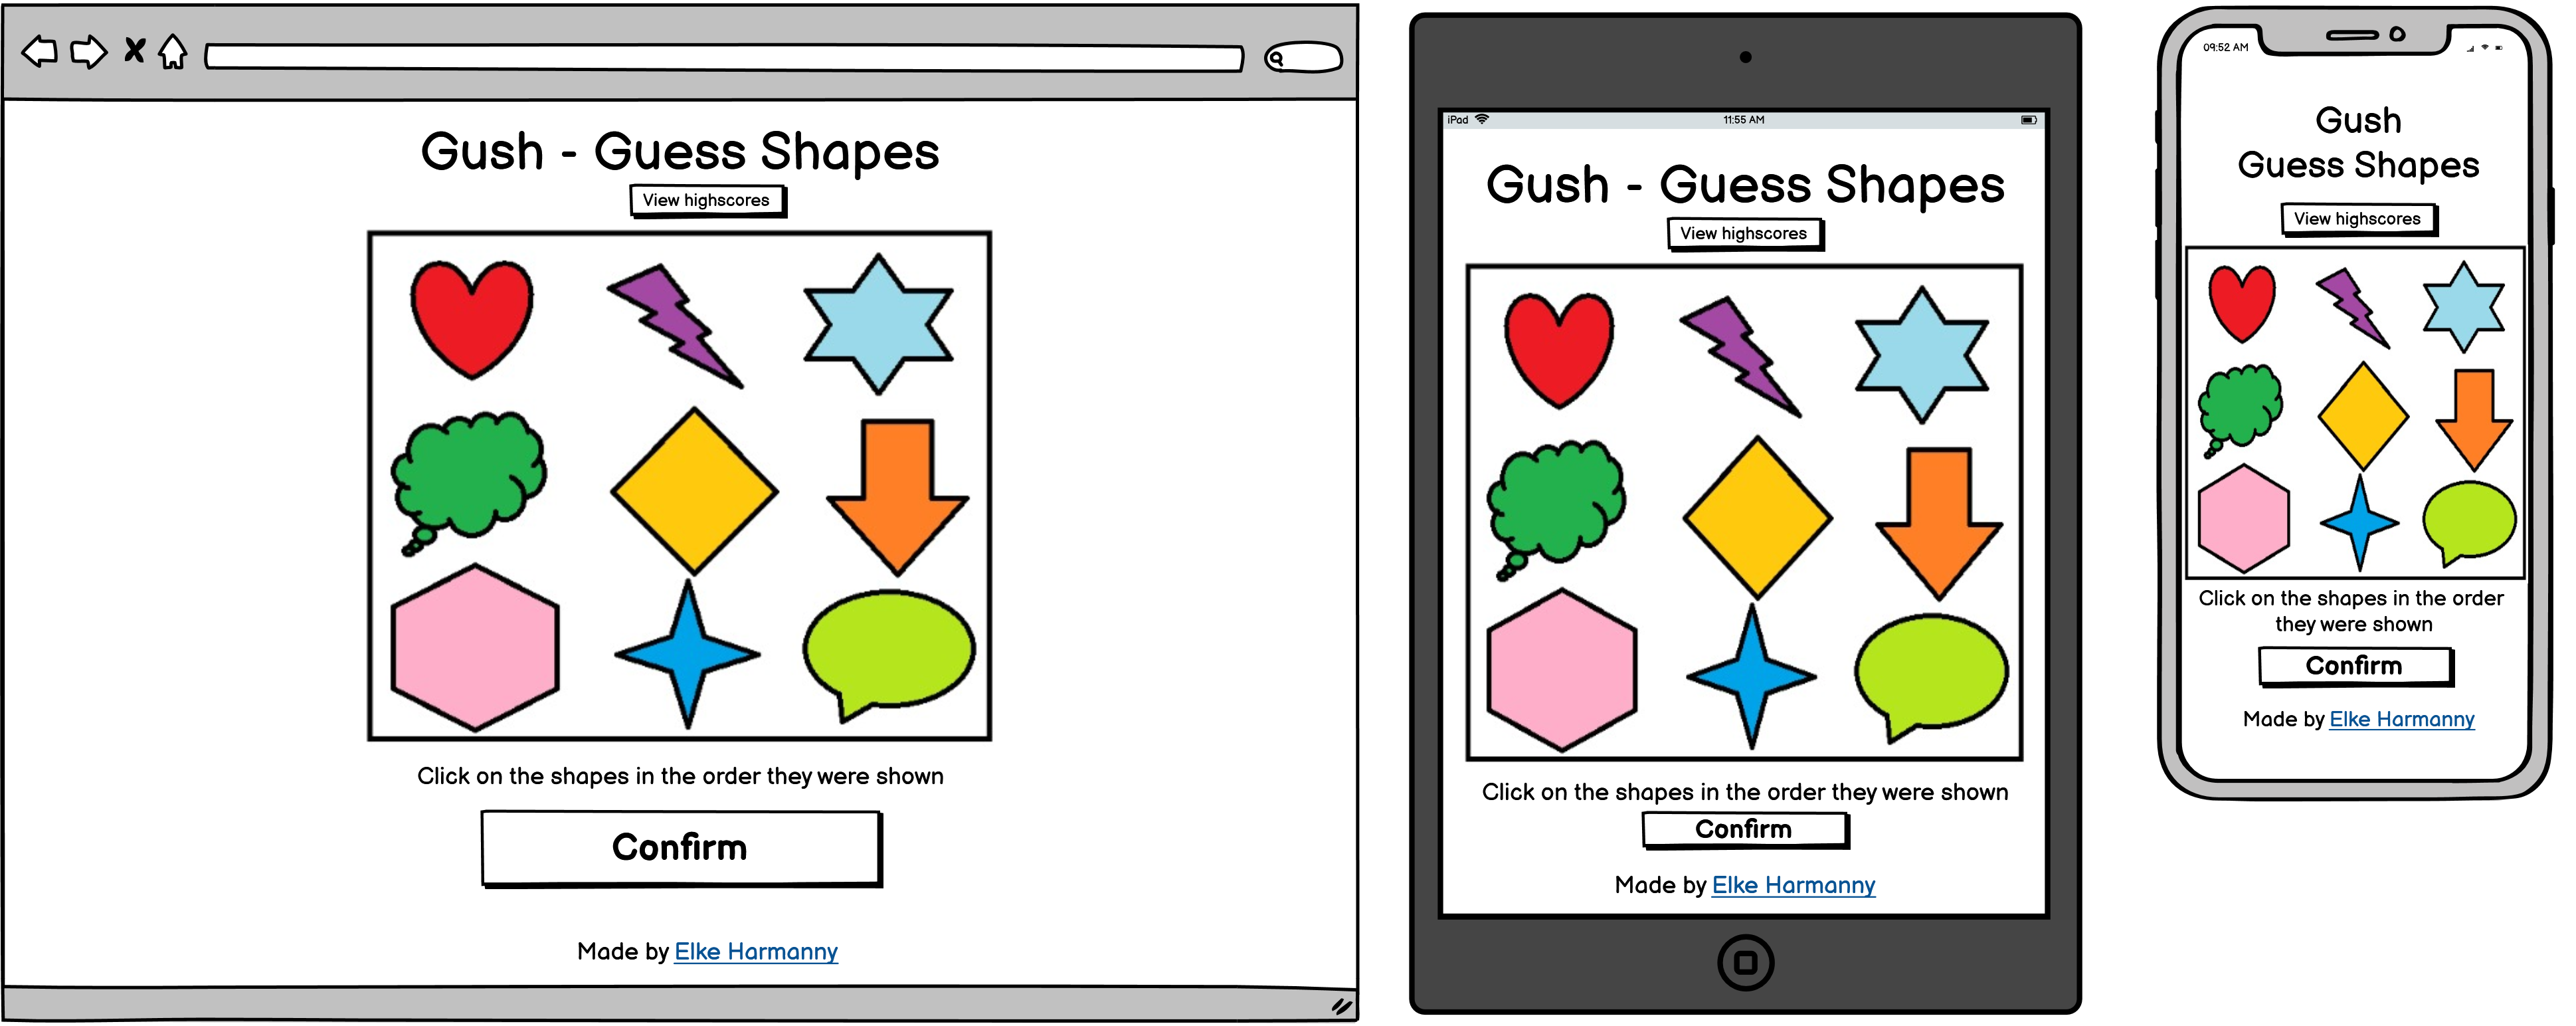 Gush - Guess Shapes
View highscores
Click on the shapes in the order they were shown
Confirm
Made by Elke Harmanny
iPad
11:55 AM
Gush - Guess Shapes
View highscores
Click on the shapes in the order they were shown
Confirm
Made by Elke Harmanny
09:52 AM
Gush
Guess Shapes
View highscores
Click on the shapes in the order
they were shown
Confirm
Made by Elke Harmanny